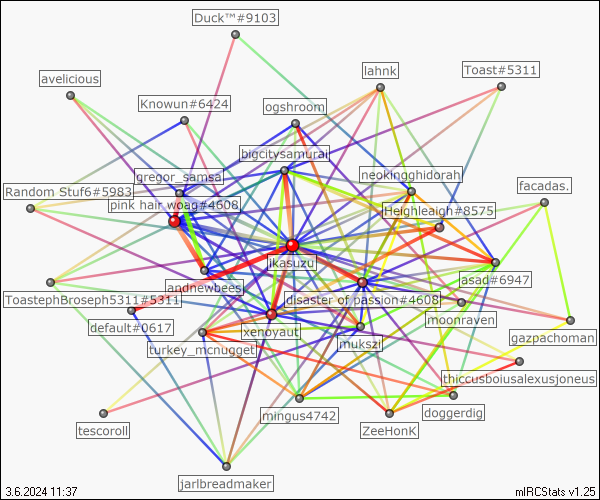 Duck™#9103
lahnk
Toast#5311
avelicious
Knowun#6424
ogshroom
bigcitysamurai
gregor_samsa
neokingghidorah
Random Stuf6#5983
pink hair woag#4608
facadas.
Heighleigh#8575
ikasuzu
asad#6947
andnewbees
ToastephBroseph5311#5311
disaster of passion#4608
moonraven
default#0617
xenoyaut
gazpachoman
turkey_mcnugget
mukszi
thiccusboiusalexusjoneus
tescoroll
mingus4742
doggerdig
ZeeHonK
jarlbreadmaker
3.6.2024 11:37
mIRCStats v1.25